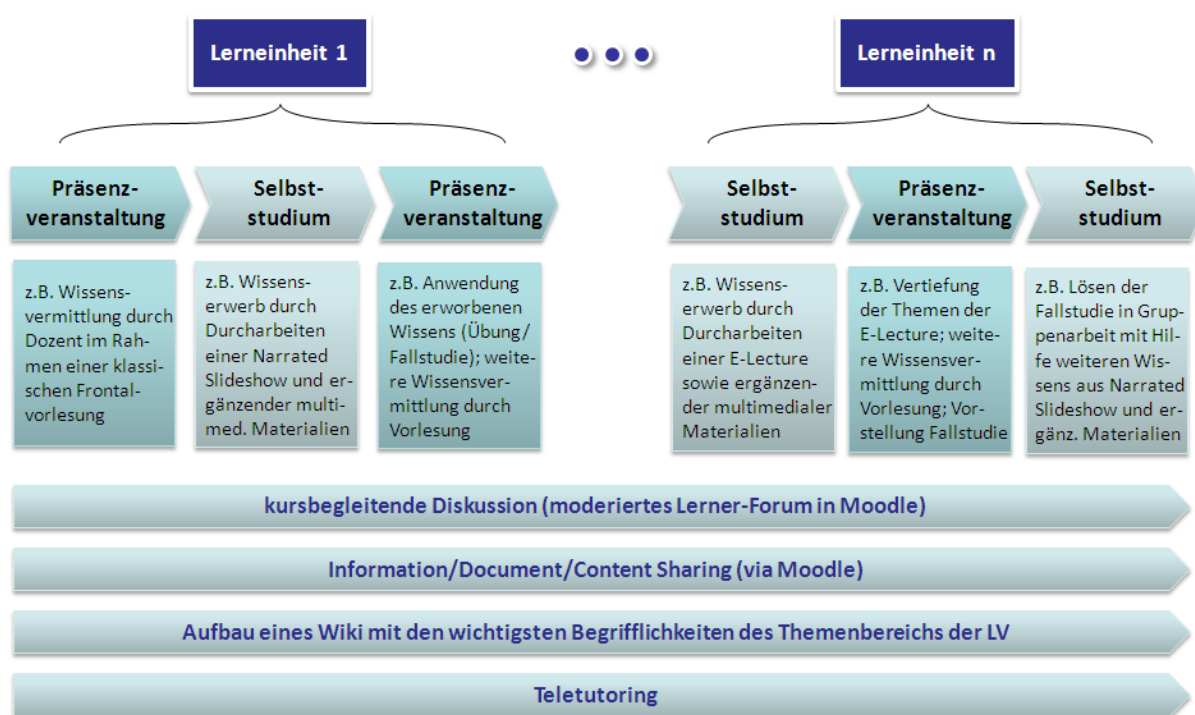 Lerneinheit 1
Lerneinheit n
Präsenz-
veranstaltung
Selbst-
studium
Präsenz-
veranstaltung
Selbst-
studium
Präsenz-
veranstaltung
Selbst-
studium
z.B. Wissens-
vermittlung durch
Dozent im Rah-
men einer klassi-
schen Frontal-
vorlesung
z.B. Wissens-
erwerb durch
Durcharbeiten
einer Narrated
Slideshow und er-
gänzender multi-
med. Materialien
z.B. Anwendung
des erworbenen
Wissens (Übung/
Fallstudie); weite-
re Wissensver-
mittlung durch
Vorlesung
z.B. Wissens-
erwerb durch
Durcharbeiten
einer E-Lecture
sowie ergänzen-
der multimedialer
Materialien
z.B. Vertiefung
der Themen der
E-Lecture; weite-
re Wissensver-
mittlung durch
Vorlesung; Vor-
stellung Fallstudie
z.B. Lösen der
Fallstudie in Grup-
penarbeit mit Hil-
fe weiteren Wis-
sens aus Narrated
Slideshow und er-
gänz. Materialien
kursbegleitende Diskussion (moderiertes Lerner-Forum in Moodle)
Information/Document/Content Sharing (via Moodle)
Aufbau eines Wiki mit den wichtigsten Begrifflichkeiten des Themenbereichs der LV
Teletutoring